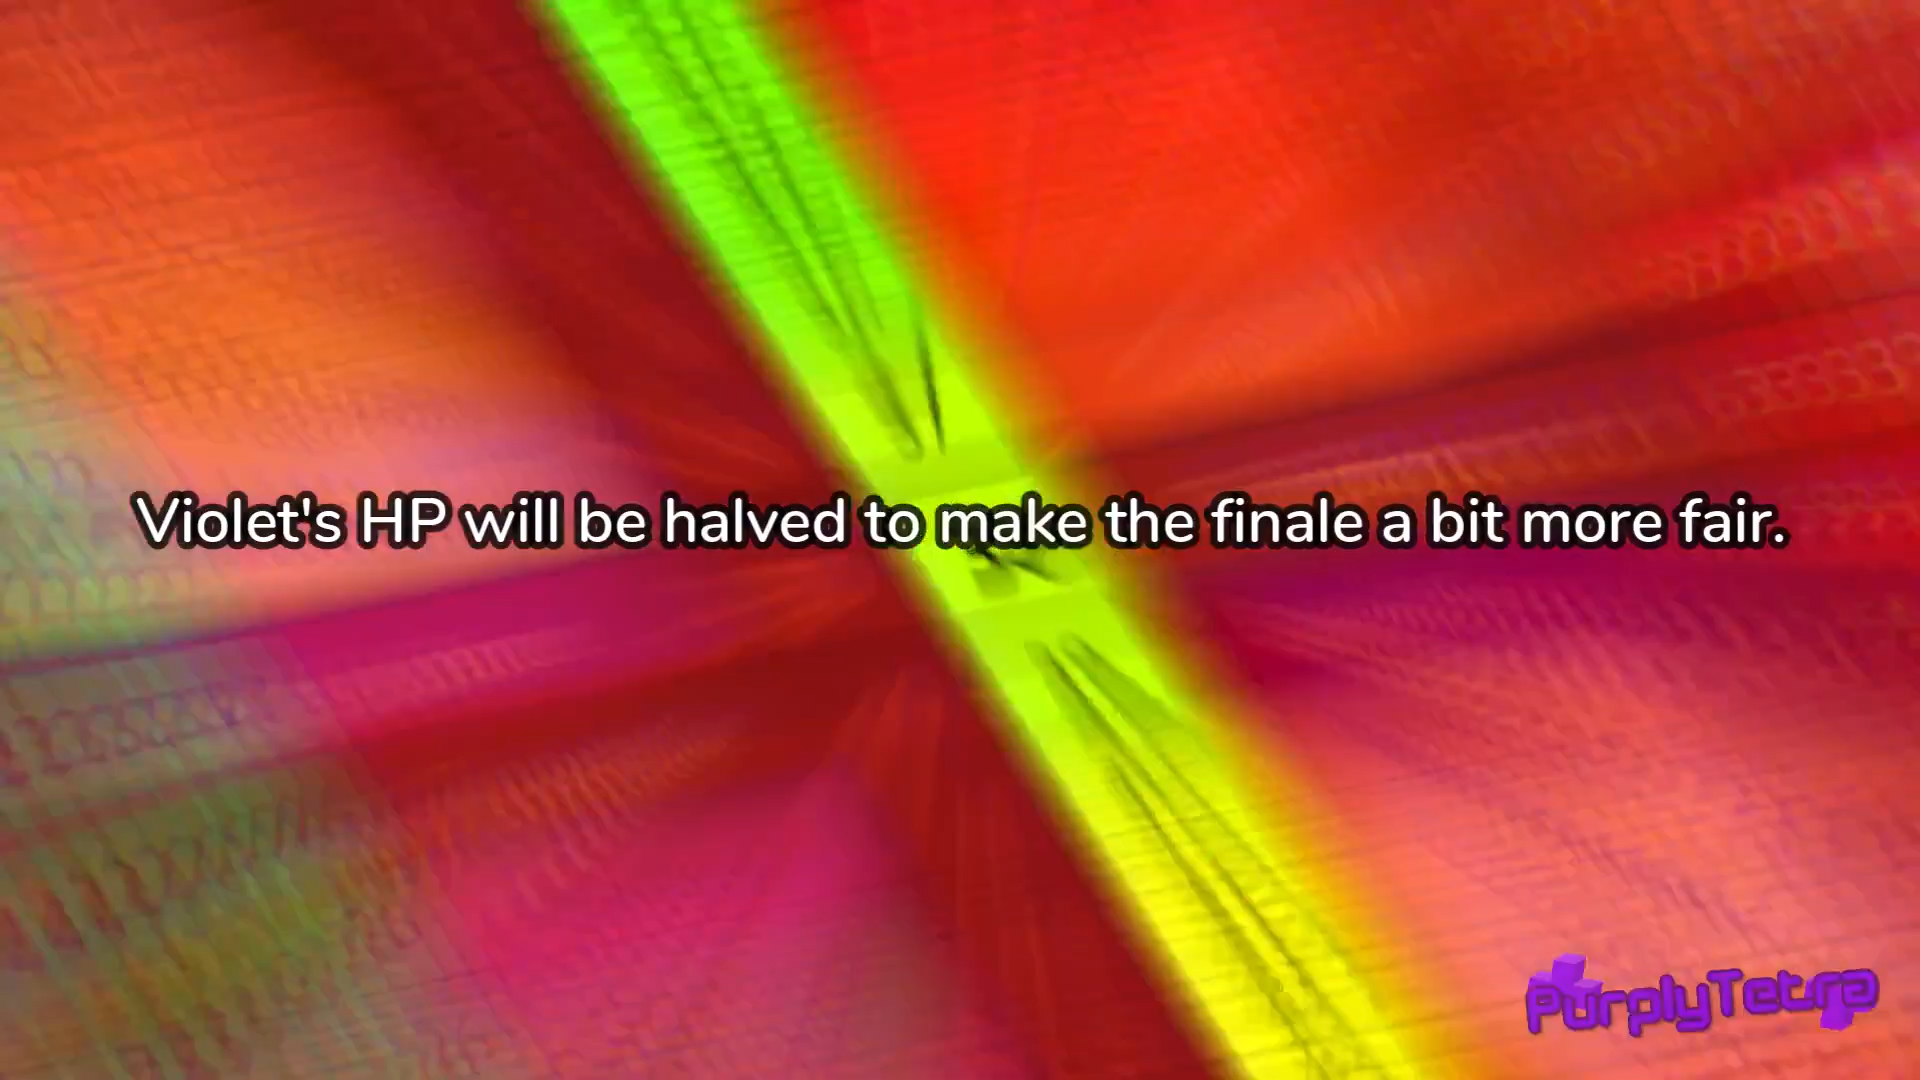 Violet's HP will be halved to make the finale a bit more fair.
PurplyTetra